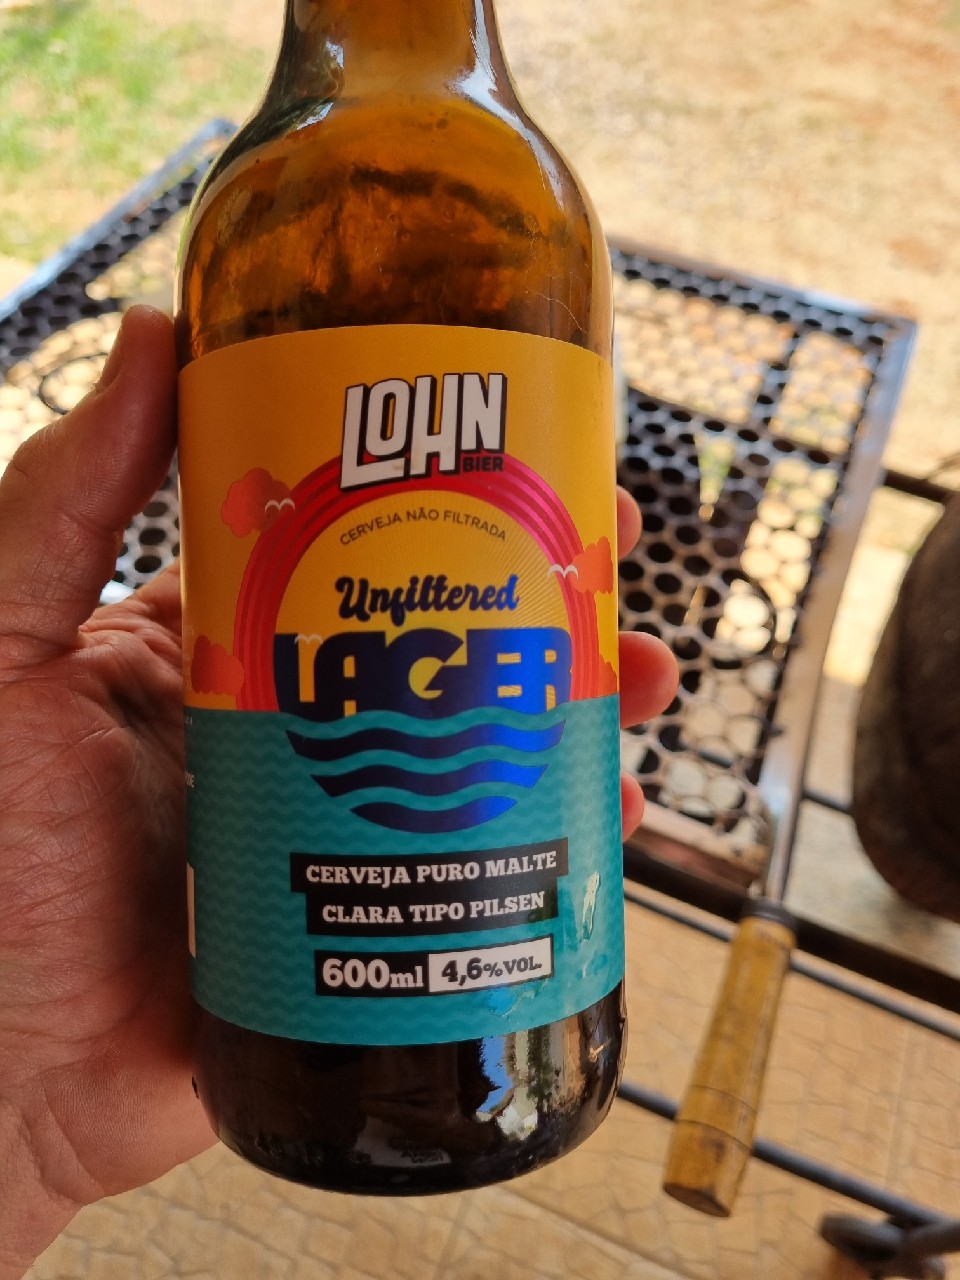 LOHN
BIER
CERVEJA NÃO FILTRADA
Unfiltered
LAGER
CERVEJA PURO MALTE
CLARA TIPO PILSEN
600ml 4,6%VOL.